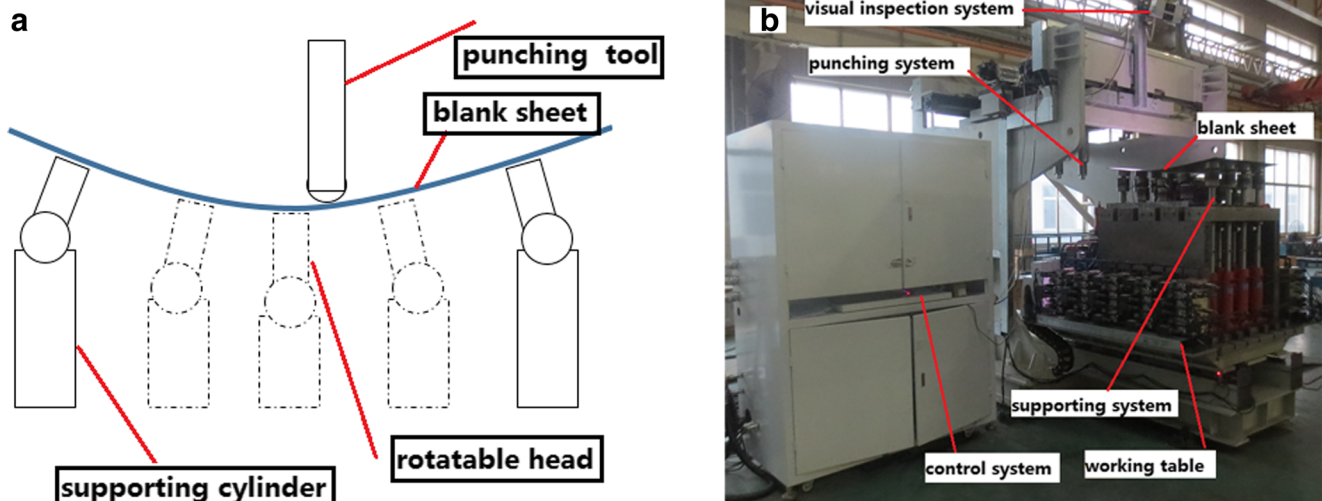 a
punching tool
blank sheet
rotatable head
supporting cylinder
b
visual inspection system
punching system
blank sheet
supporting system
control system
working table